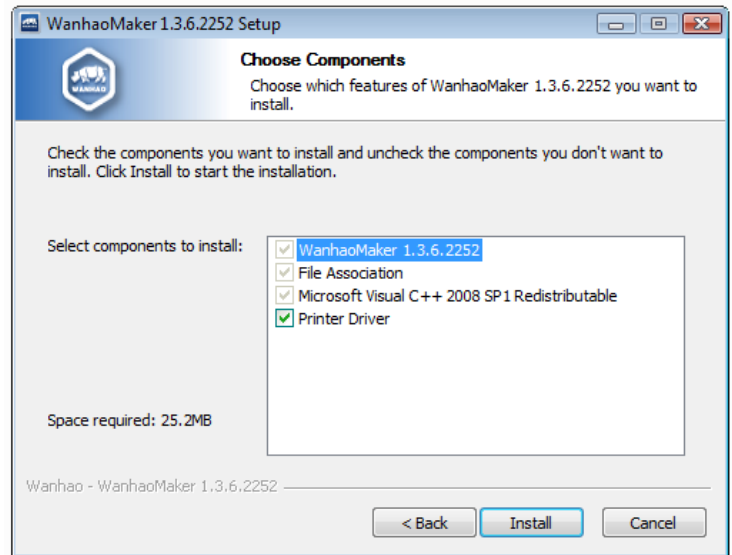 WanhaoMaker 1.3.6.2252 Setup
Choose Components
Choose which features of WanhaoMaker 1.3.6.2252 you want to
install.
WANHAO
Check the components you want to install and uncheck the components you don't want to
install. Click Install to start the installation.
Select components to install:
WanhaoMaker 1.3.6.2252
File Association
Microsoft Visual C++ 2008 SP1 Redistributable
Printer Driver
Space required: 25.2MB
Wanhao - WanhaoMaker 1.3.6.2252
< Back
Install
Cancel